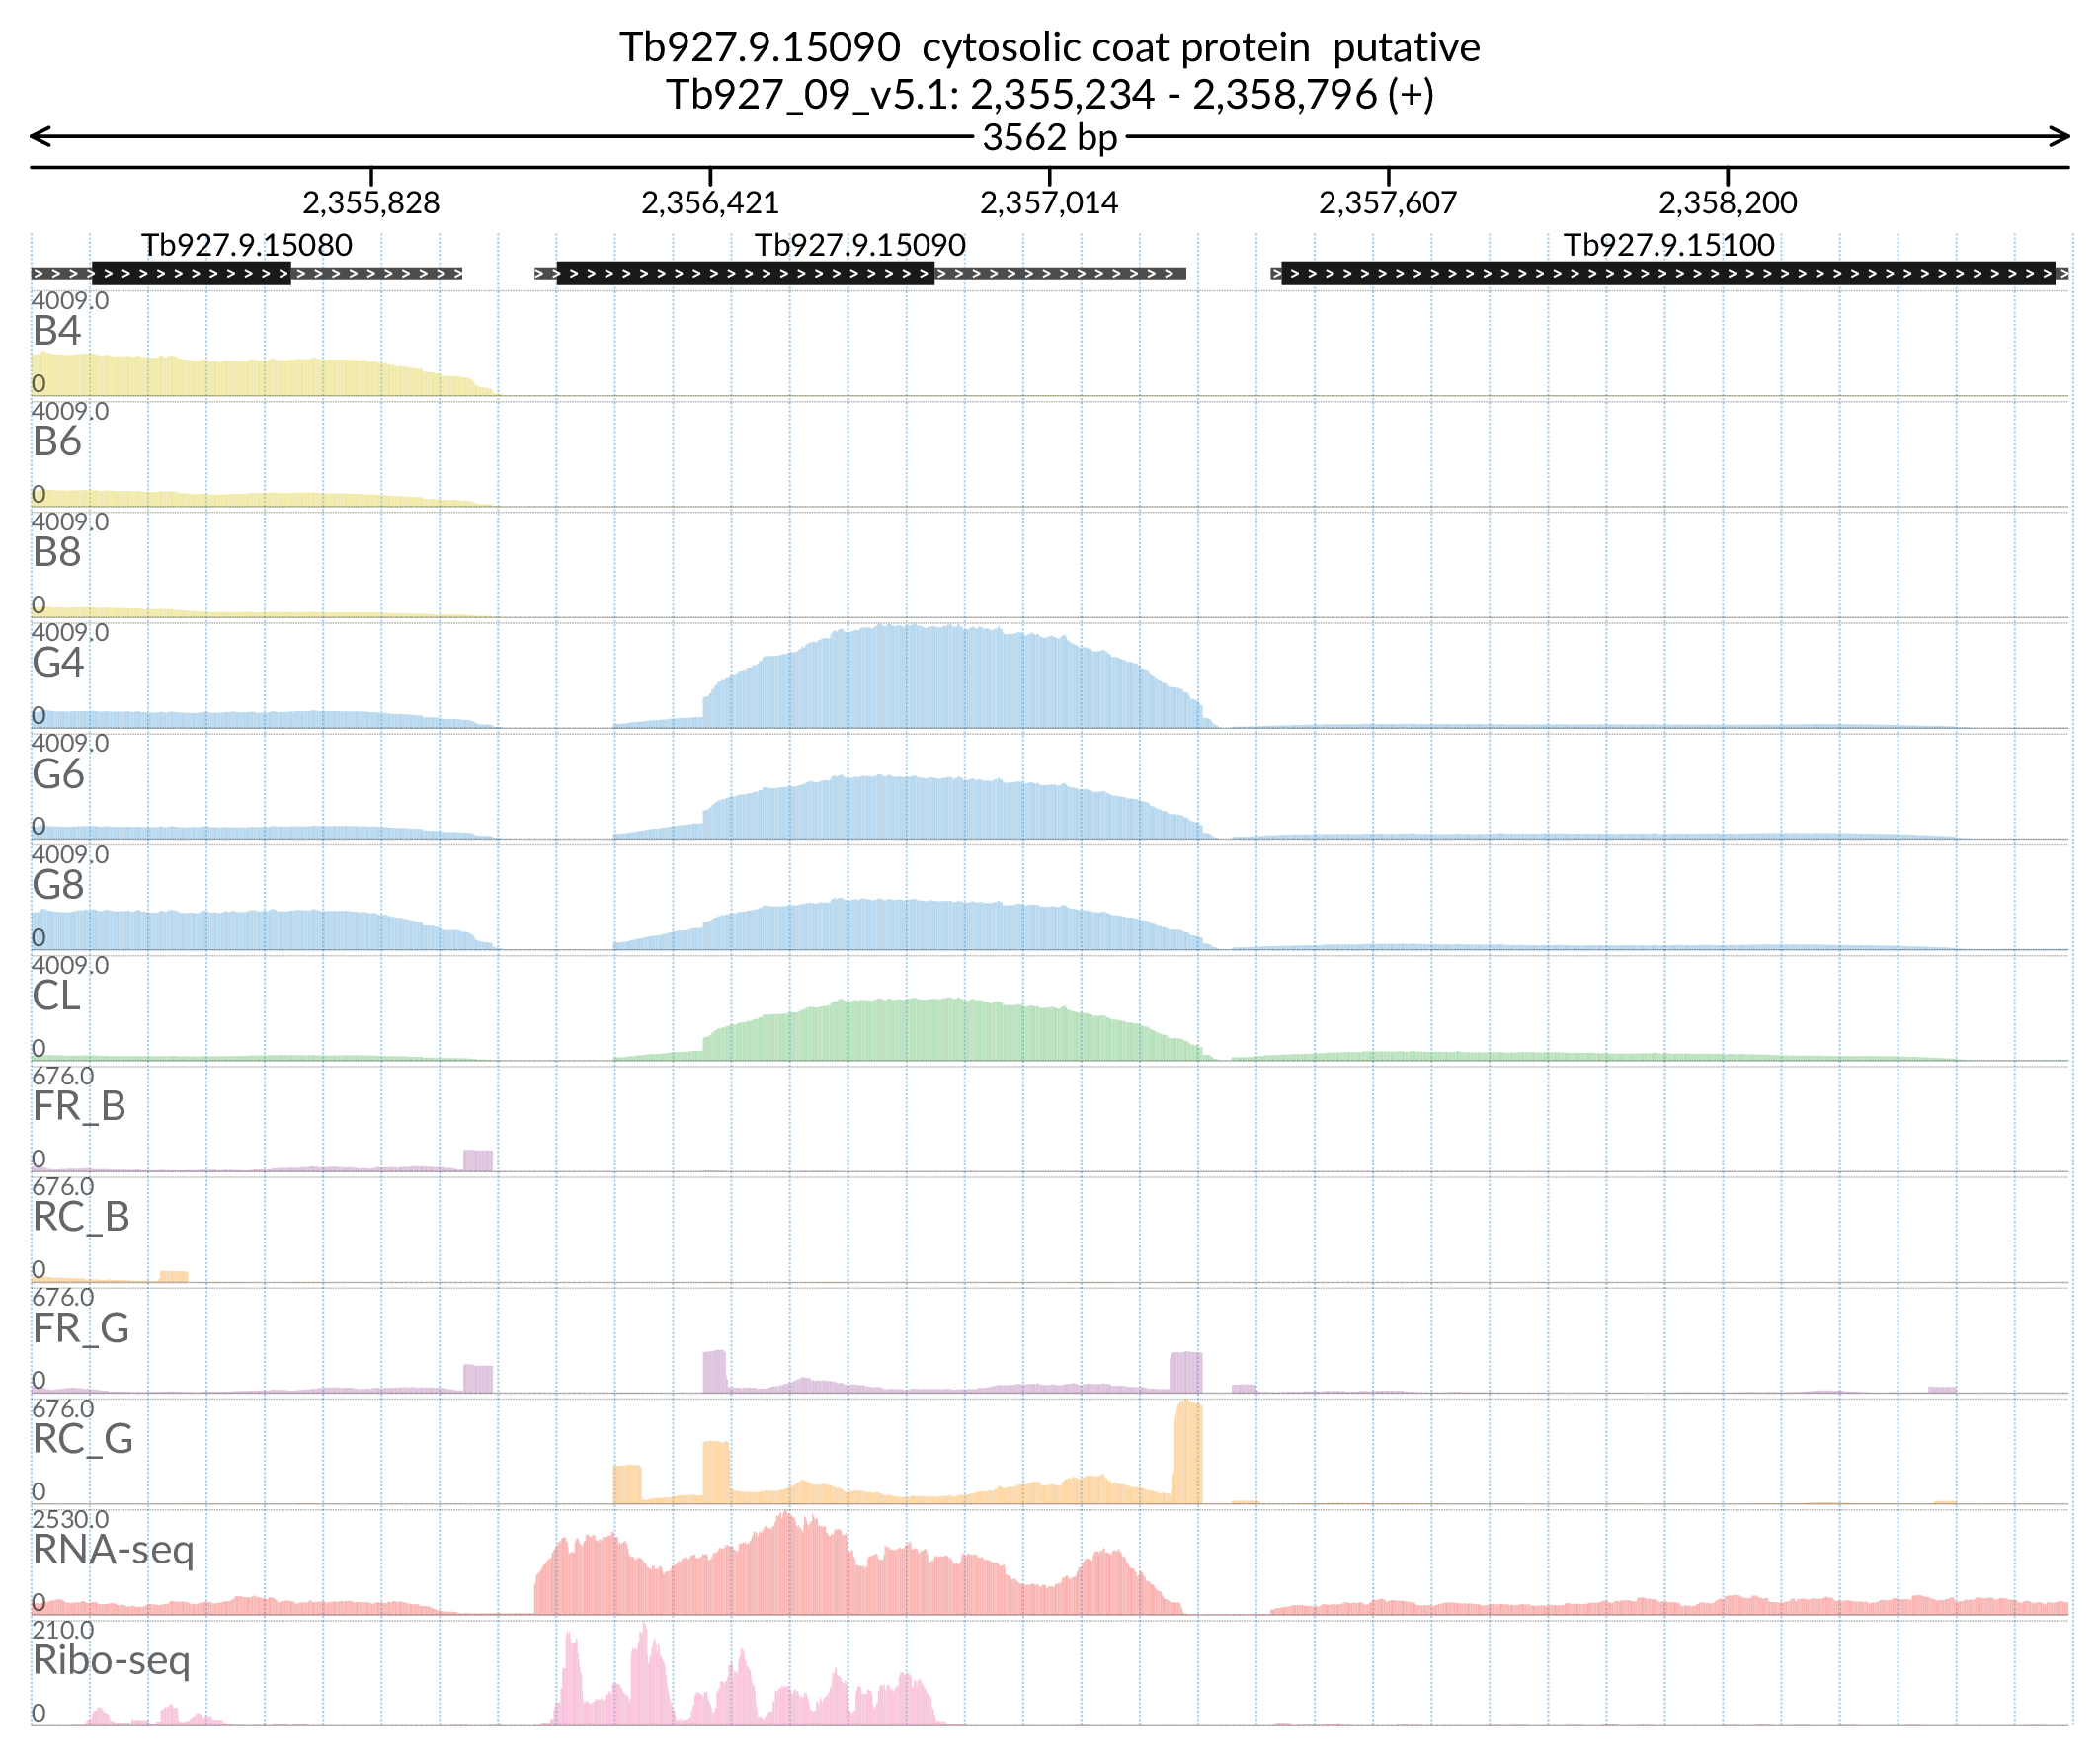 Tb927.9.15090 cytosolic coat protein putative
Tb927_09_v5.1: 2,355,234 - 2,358,796 (+)
3562 bp
2,355,828 2,356,421 2,357,014 2,357,607 2,358,200
Tb927.9.15080 Tb927.9.15090 Tb927.9.15100
4009.0
B4
0
4009.0
B6
0
4009.0
B8
0
4009.0
G4
0
4009.0
G6
0
4009.0
G8
0
4009.0
CL
0
676.0
FR_B
0
676.0
RC_B
0
676.0
FR_G
0
676.0
RC_G
0
2530.0
RNA-seq
0
210.0
Ribo-seq
0